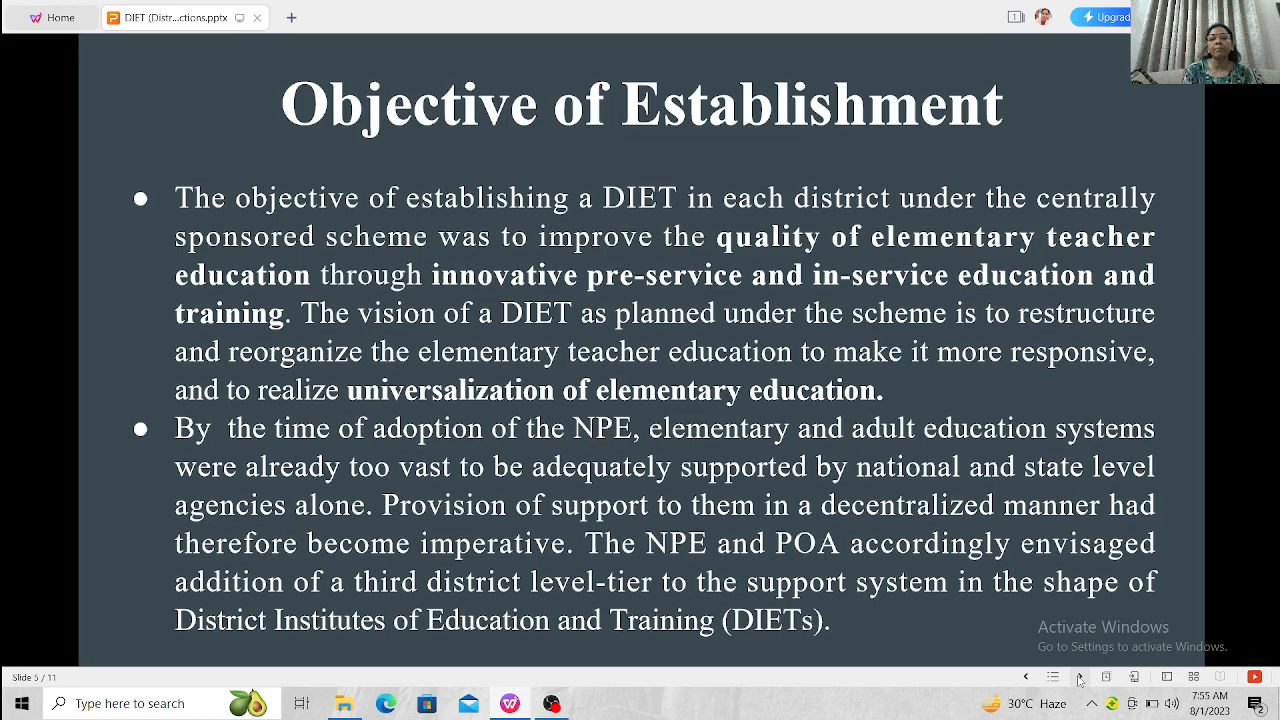 Home
DIET (Distr...ctions.pptx
1
Upgrad
Objective of Establishment
The objective of establishing a DIET in each district under the centrally
sponsored scheme was to improve the quality of elementary teacher
education through innovative pre-service and in-service education and
training. The vision of a DIET as planned under the scheme is to restructure
and reorganize the elementary teacher education to make it more responsive,
and to realize universalization of elementary education.
By the time of adoption of the NPE, elementary and adult education systems
were already too vast to be adequately supported by national and state level
agencies alone. Provision of support to them in a decentralized manner had
therefore become imperative. The NPE and POA accordingly envisaged
addition of a third district level-tier to the support system in the shape of
District Institutes of Education and Training (DIETs).
Activate Windows
Go to Settings to activate Windows.
Slide 5 / 11
Type here to search
30°C Haze
7:55 AM
8/1/2023
2